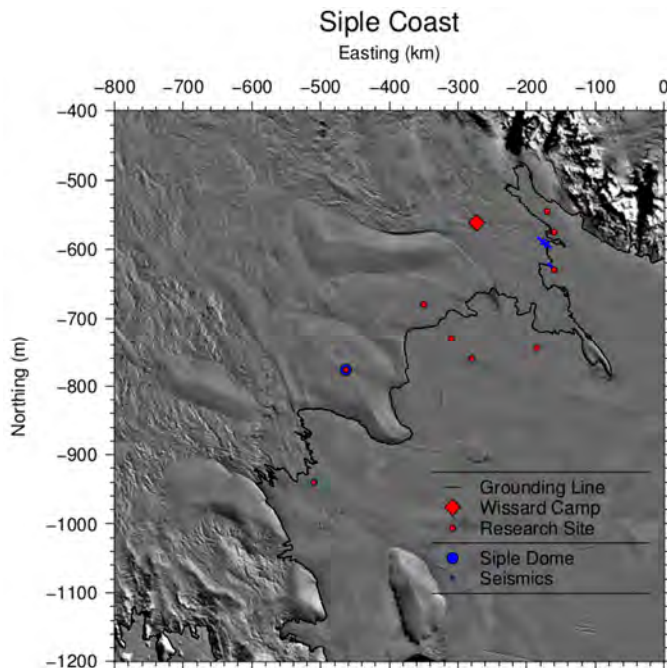 Siple Coast
Easting (km)
−800 −700 −600 −500 −400 −300 −200 −100 0
−400
−500
−600
−700
−800
−900
−1000
−1100
−1200
Northing (m)
Grounding Line
Wissard Camp
Research Site
Siple Dome
Seismics